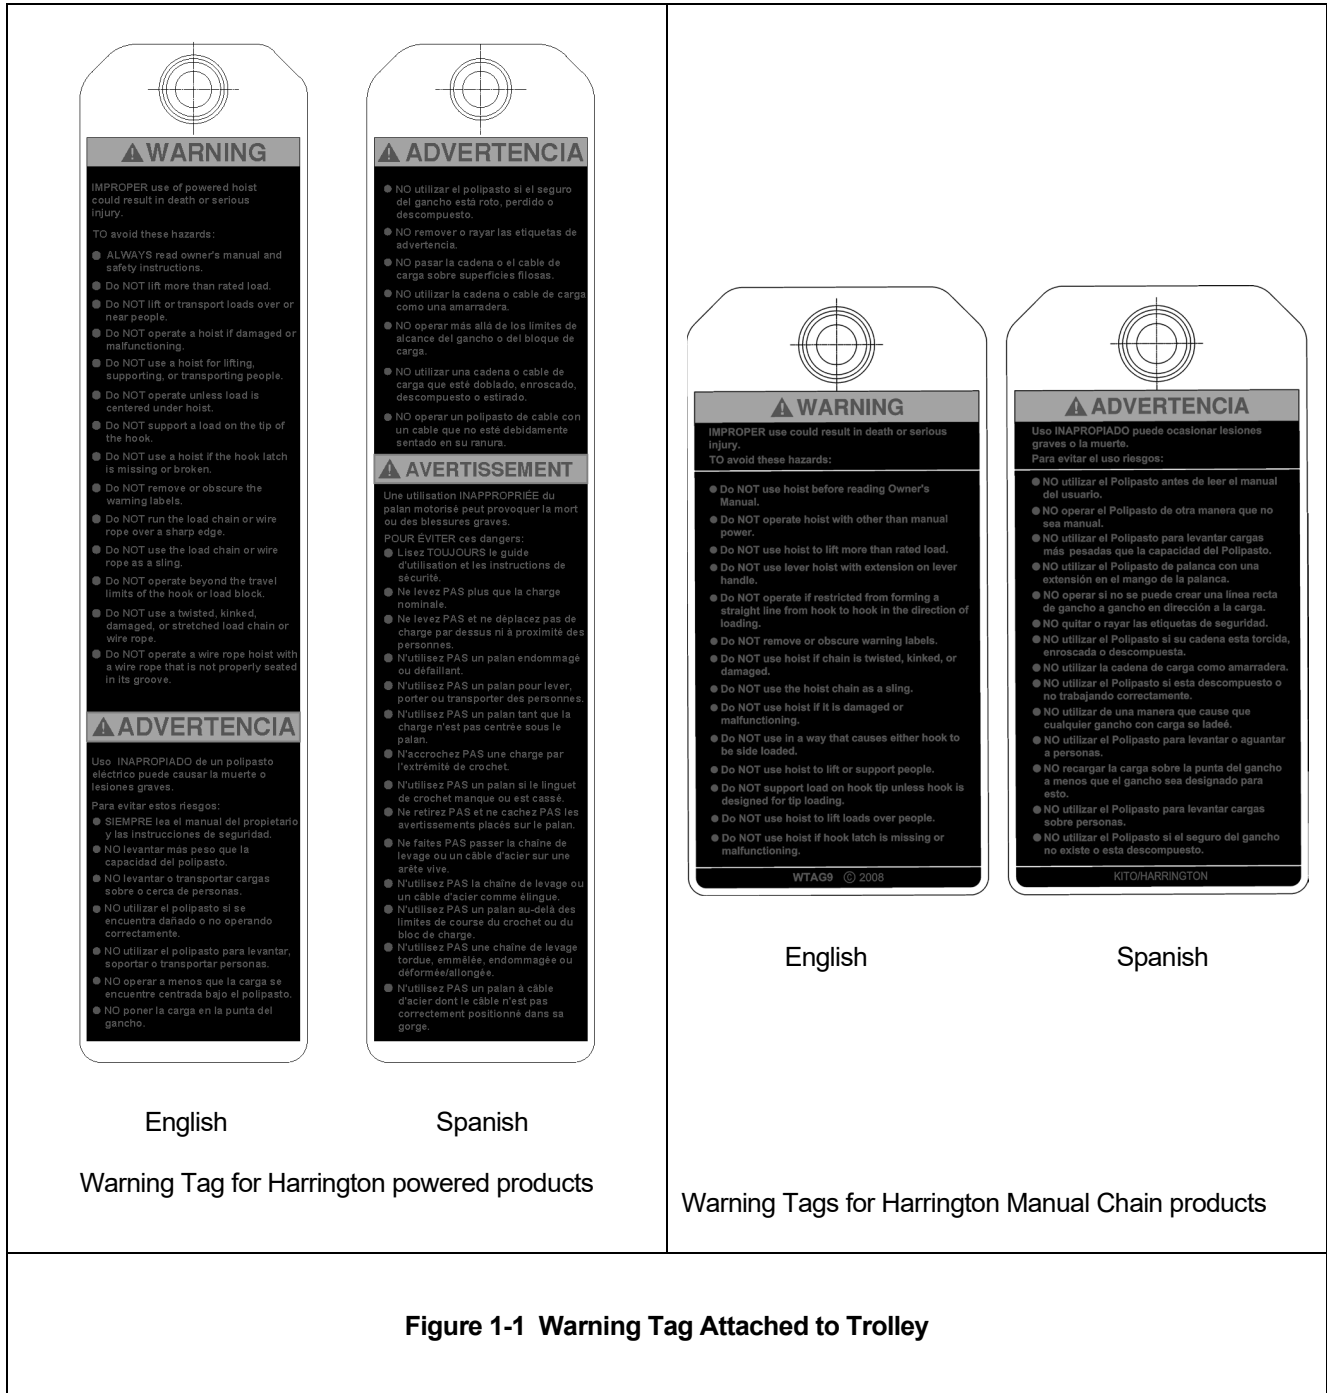 WARNING
IMPROPER use of powered hoist
could result in death or serious
injury.
TO avoid these hazards:
● ALWAYS read owner's manual and
safety instructions.
● Do NOT lift more than rated load.
● Do NOT lift or transport loads over or
near people.
● Do NOT operate a hoist if damaged or
malfunctioning.
● Do NOT use a hoist for lifting,
supporting, or transporting people.
● Do NOT operate unless load is
centered under hoist.
● Do NOT support a load on the tip of
the hook.
● Do NOT use a hoist if the hook latch
is missing or broken.
● Do NOT remove or obscure the
warning labels.
● Do NOT run the load chain or wire
rope over a sharp edge.
● Do NOT use the load chain or wire
rope as a sling.
● Do NOT operate beyond the travel
limits of the hook or load block.
● Do NOT use a twisted, kinked,
damaged, or stretched load chain or
wire rope.
● Do NOT operate a wire rope hoist with
a wire rope that is not properly seated
in its groove.
ADVERTENCIA
Uso INAPROPIADO de un polipasto
eléctrico puede causar la muerte o
lesiones graves.
Para evitar estos riesgos:
● SIEMPRE lea el manual del propietario
y las instrucciones de seguridad.
● NO levantar más peso que la
capacidad del polipasto.
● NO levantar o transportar cargas
sobre o cerca de personas.
● NO utilizar el polipasto si se
encuentra dañado o no operando
correctamente.
● NO utilizar el polipasto para levantar,
soportar o transportar personas.
● NO operar a menos que la carga se
encuentre centrada bajo el polipasto.
● NO poner la carga en la punta del
gancho.
English
ADVERTENCIA
● NO utilizar el polipasto si el seguro
del gancho está roto, perdido o
descompuesto.
● NO remover o rayar las etiquetas de
advertencia.
● NO pasar la cadena o el cable de
carga sobre superficies filosas.
● NO utilizar la cadena o cable de carga
como una amarradera.
● NO operar más allá de los límites de
alcance del gancho o del bloque de
carga.
● NO utilizar una cadena o cable de
carga que esté doblado, enroscado,
descompuesto o estirado.
● NO operar un polipasto de cable con
un cable que no esté debidamente
sentado en su ranura.
AVERTISSEMENT
Une utilisation INAPPROPRIÉE du
palan motorisé peut provoquer la mort
ou des blessures graves.
POUR ÉVITER ces dangers:
● Lisez TOUJOURS le guide
d'utilisation et les instructions de
sécurité.
● Ne levez PAS plus que la charge
nominale.
● Ne levez PAS et ne déplacez pas de
charge par dessus ni à proximité des
personnes.
● N'utilisez PAS un palan endommagé
ou défaillant.
● N'utilisez PAS un palan pour lever,
porter ou transporter des personnes.
● N'utilisez PAS un palan tant que la
charge n'est pas centrée sous le
palan.
● N'accrochez PAS une charge par
l'extrémité de crochet.
● N'utilisez PAS un palan si le linguet
de crochet manque ou est cassé.
● Ne retirez PAS et ne cachez PAS les
avertissements placés sur le palan.
● Ne faites PAS passer la chaîne de
levage ou un câble d'acier sur une
arête vive.
● N'utilisez PAS la chaîne de levage ou
un câble d'acier comme élingue.
● N'utilisez PAS un palan au-delà des
limites de course du crochet ou du
bloc de charge.
● N'utilisez PAS une chaîne de levage
tordue, emmêlée, endommagée ou
déformée/allongée.
● N'utilisez PAS un palan à câble
d'acier dont le câble n'est pas
correctement positionné dans sa
gorge.
Spanish
Warning Tag for Harrington powered products
WARNING
IMPROPER use could result in death or serious
injury.
TO avoid these hazards:
● Do NOT use hoist before reading Owner's
Manual.
● Do NOT operate hoist with other than manual
power.
● Do NOT use hoist to lift more than rated load.
● Do NOT use lever hoist with extension on lever
handle.
● Do NOT operate if restricted from forming a
straight line from hook to hook in the direction of
loading.
● Do NOT remove or obscure warning labels.
● Do NOT use hoist if chain is twisted, kinked, or
damaged.
● Do NOT use the hoist chain as a sling.
● Do NOT use hoist if it is damaged or
malfunctioning.
● Do NOT use in a way that causes either hook to
be side loaded.
● Do NOT use hoist to lift or support people.
● Do NOT support load on hook tip unless hook is
designed for tip loading.
● Do NOT use hoist to lift loads over people.
● Do NOT use hoist if hook latch is missing or
malfunctioning.
WTAG9 © 2008
English
ADVERTENCIA
Uso INAPROPIADO puede ocasionar lesiones
graves o la muerte.
Para evitar el uso riesgos:
● NO utilizar el Polipasto antes de leer el manual
del usuario.
● NO operar el Polipasto de otra manera que no
sea manual.
● NO utilizar el Polipasto para levantar cargas
más pesadas que la capacidad del Polipasto.
● NO utilizar el Polipasto de palanca con una
extensión en el mango de la palanca.
● NO operar si no se puede crear una línea recta
de gancho a gancho en dirección a la carga.
● NO quitar o rayar las etiquetas de seguridad.
● NO utilizar el Polipasto si su cadena esta torcida,
enroscada o descompuesta.
● NO utilizar la cadena de carga como amarradera.
● NO utilizar el Polipasto si esta descompuesto o
no trabajando correctamente.
● NO utilizar de una manera que cause que
cualquier gancho con carga se ladeé.
● NO utilizar el Polipasto para levantar o aguantar
a personas.
● NO recargar la carga sobre la punta del gancho
a menos que el gancho sea designado para
esto.
● NO utilizar el Polipasto para levantar cargas
sobre personas.
● NO utilizar el Polipasto si el seguro del gancho
no existe o esta descompuesto.
KITO/HARRINGTON
Spanish
Warning Tags for Harrington Manual Chain products
Figure 1-1 Warning Tag Attached to Trolley